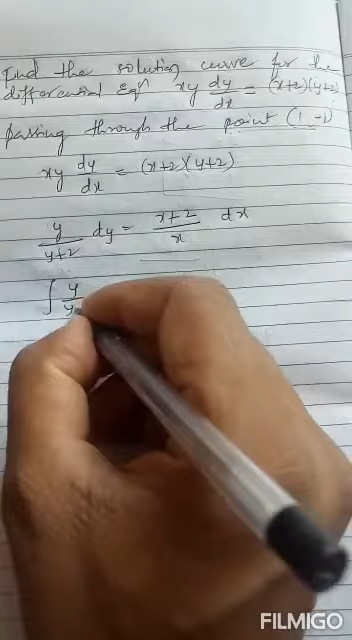 Find the solution curve for the
differential Eqⁿ xy dy/dx = (x+2)(y+2)
passing through the point (1, -1)
xy dy/dx = (x+2)(y+2)
y/y+2 dy = x+2/x dx
∫ y/y
FILMIGO